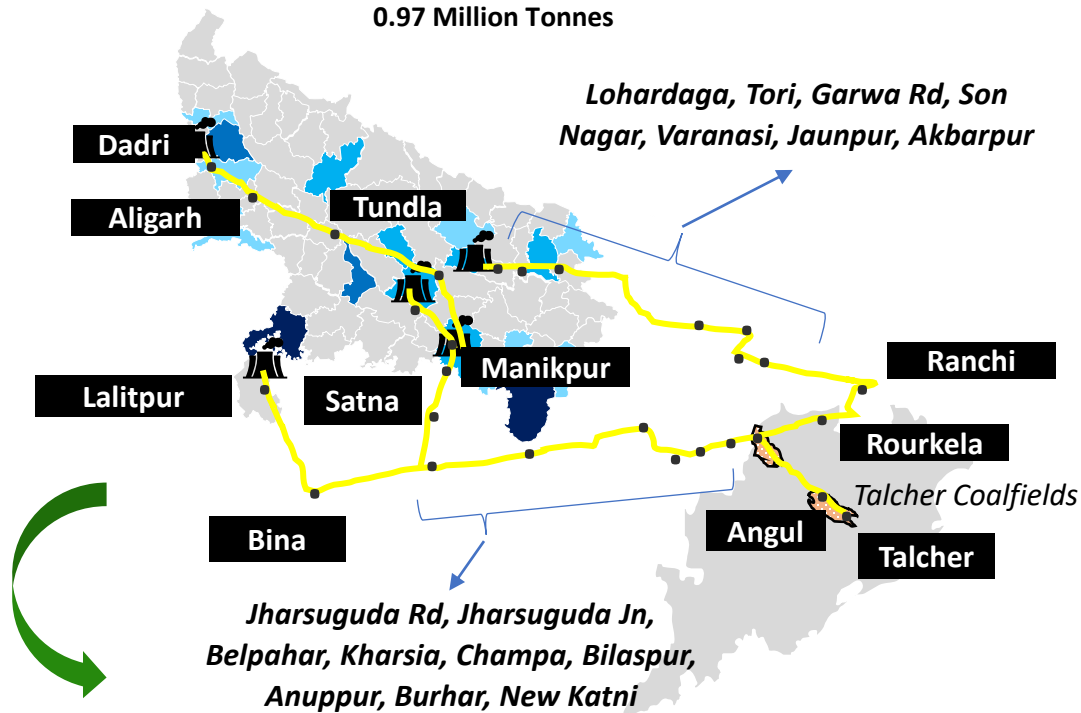 0.97 Million Tonnes
Lohardaga, Tori, Garwa Rd, Son
Nagar, Varanasi, Jaunpur, Akbarpur
Dadri
Aligarh
Tundla
Ranchi
Manikpur
Lalitpur
Satna
Rourkela
Talcher Coalfields
Angul
Bina
Talcher
Jharsuguda Rd, Jharsuguda Jn,
Belpahar, Kharsia, Champa, Bilaspur,
Anuppur, Burhar, New Katni